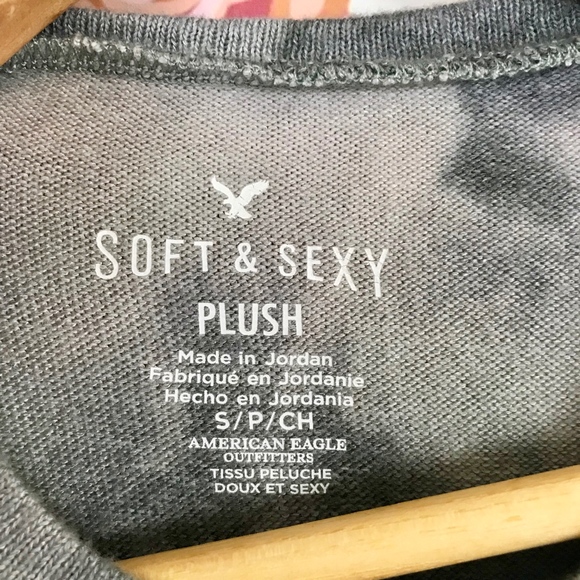 SOFT & SEXY
PLUSH
Made in Jordan
Fabriqué en Jordanie
Hecho en Jordania
S/P/CH
AMERICAN EAGLE
OUTFITTERS
TISSU PELUCHE
DOUX ET SEXY